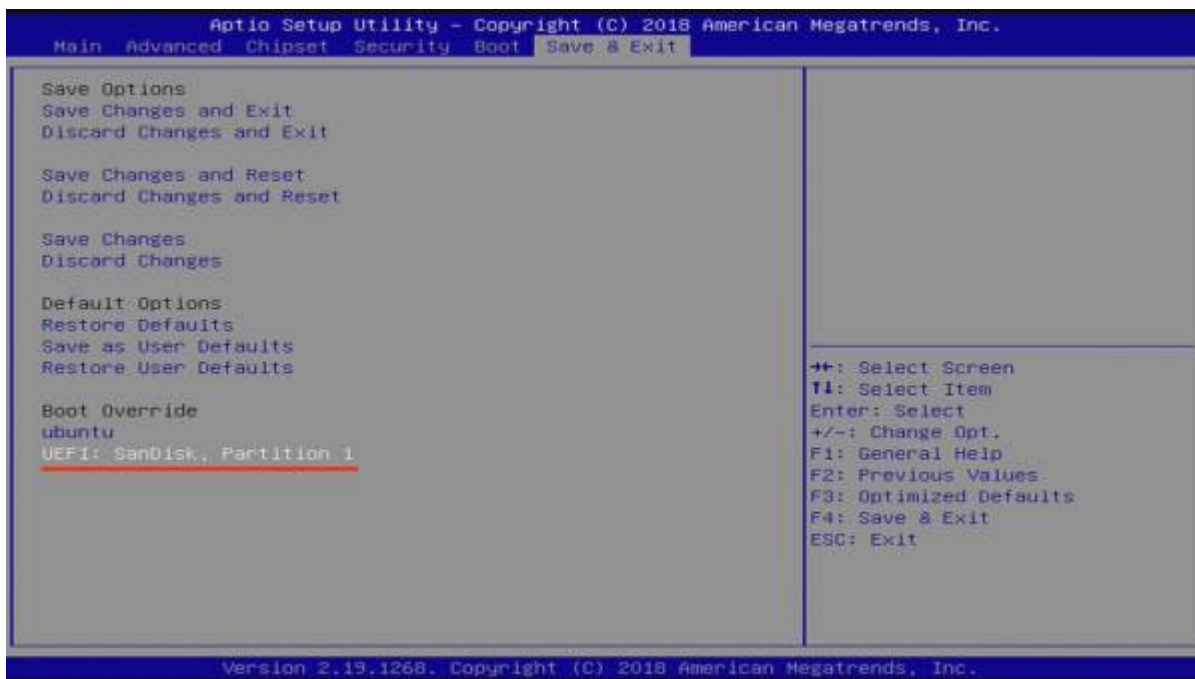 Aptio Setup Utility – Copyright (C) 2018 American Megatrends, Inc.
Main Advanced Chipset Security Boot Save & Exit
Save Options
Save Changes and Exit
Discard Changes and Exit
Save Changes and Reset
Discard Changes and Reset
Save Changes
Discard Changes
Default Options
Restore Defaults
Save as User Defaults
Restore User Defaults
Boot Override
ubuntu
UEFI: SanDisk, Partition 1
→←: Select Screen
↑↓: Select Item
Enter: Select
+/-: Change Opt.
F1: General Help
F2: Previous Values
F3: Optimized Defaults
F4: Save & Exit
ESC: Exit
Version 2.19.1268. Copyright (C) 2018 American Megatrends, Inc.